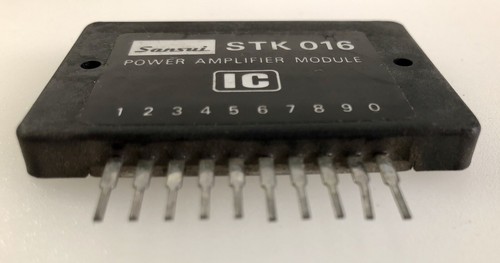 Sansui STK 016
POWER AMPLIFIER MODULE
IC
1 2 3 4 5 6 7 8 9 0